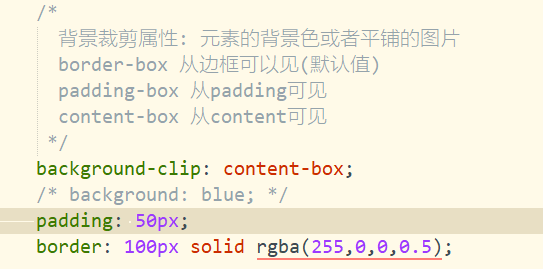 /*
背景裁剪属性: 元素的背景色或者平铺的图片
border-box 从边框可以见(默认值)
padding-box 从padding可见
content-box 从content可见
*/
background-clip: content-box;
/* background: blue; */
padding: 50px;
border: 100px solid rgba(255,0,0,0.5);